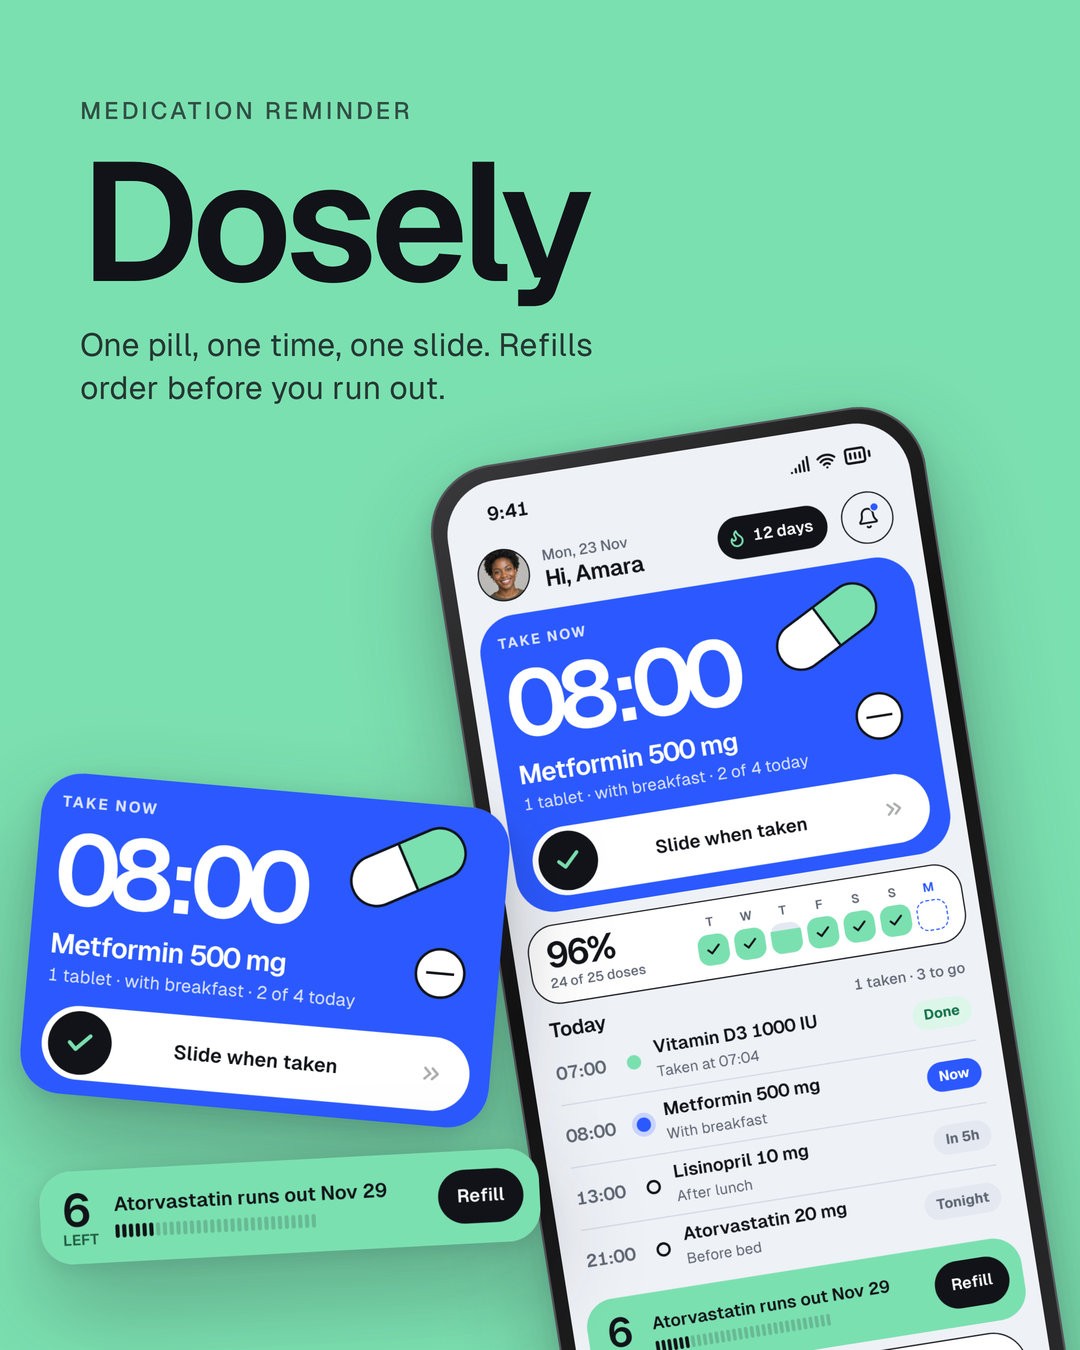 MEDICATION REMINDER
Dosely
One pill, one time, one slide. Refills
order before you run out.
9:41
Mon, 23 Nov
Hi, Amara
12 days
TAKE NOW
08:00
Metformin 500 mg
1 tablet · with breakfast · 2 of 4 today
Slide when taken
96%
24 of 25 doses
T W T F S S M
Today
1 taken · 3 to go
07:00
Vitamin D3 1000 IU
Taken at 07:04
Done
08:00
Metformin 500 mg
With breakfast
Now
13:00
Lisinopril 10 mg
After lunch
In 5h
21:00
Atorvastatin 20 mg
Before bed
Tonight
6
Atorvastatin runs out Nov 29
Refill
TAKE NOW
08:00
Metformin 500 mg
1 tablet · with breakfast · 2 of 4 today
Slide when taken
6
LEFT
Atorvastatin runs out Nov 29
Refill